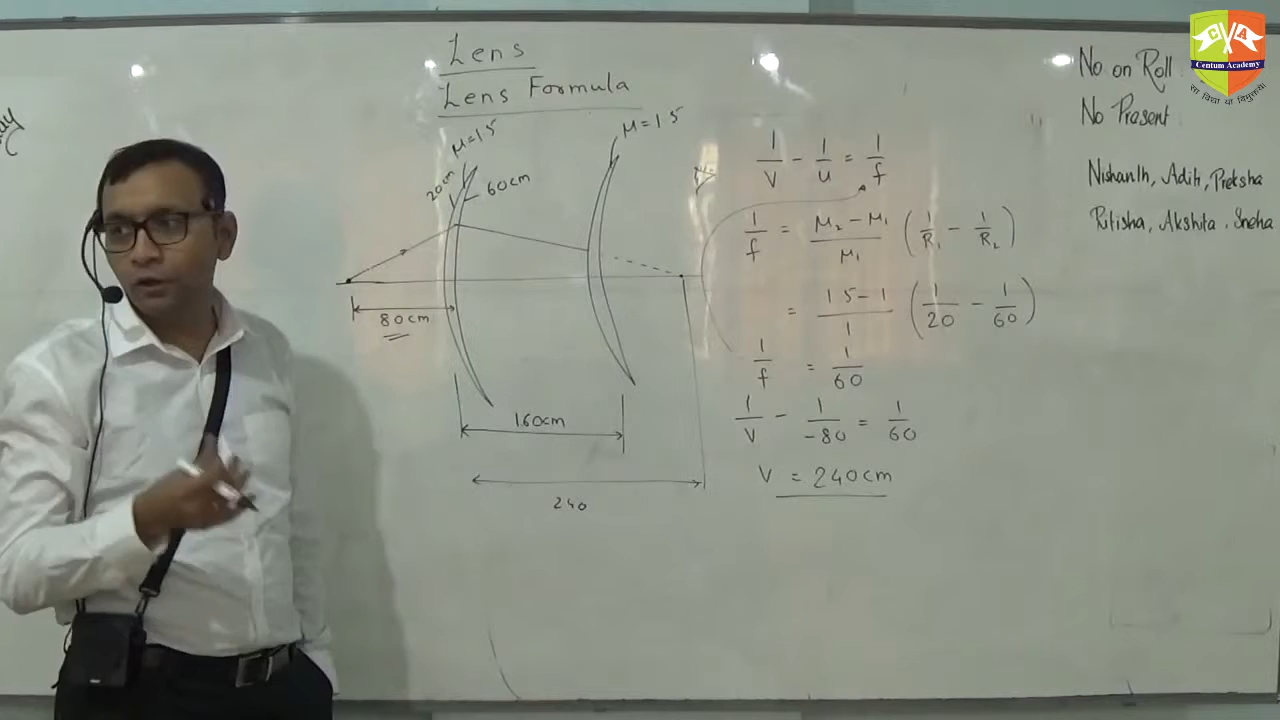 Lens
Lens Formula
μ=1 5
μ=1 5
20cm
60cm
80cm
160cm
240
1/v - 1/u = 1/f
1/f = μ₂-μ₁/μ₁ (1/R₁ - 1/R₂)
= 1 5-1/1 (1/20 - 1/60)
1/f = 1/60
1/v - 1/-80 = 1/60
v = 240cm
No on Roll
No Present
Nishanth, Aditi, Preksha
Ritisha, Akshita, Sneha
CA
Centum Academy